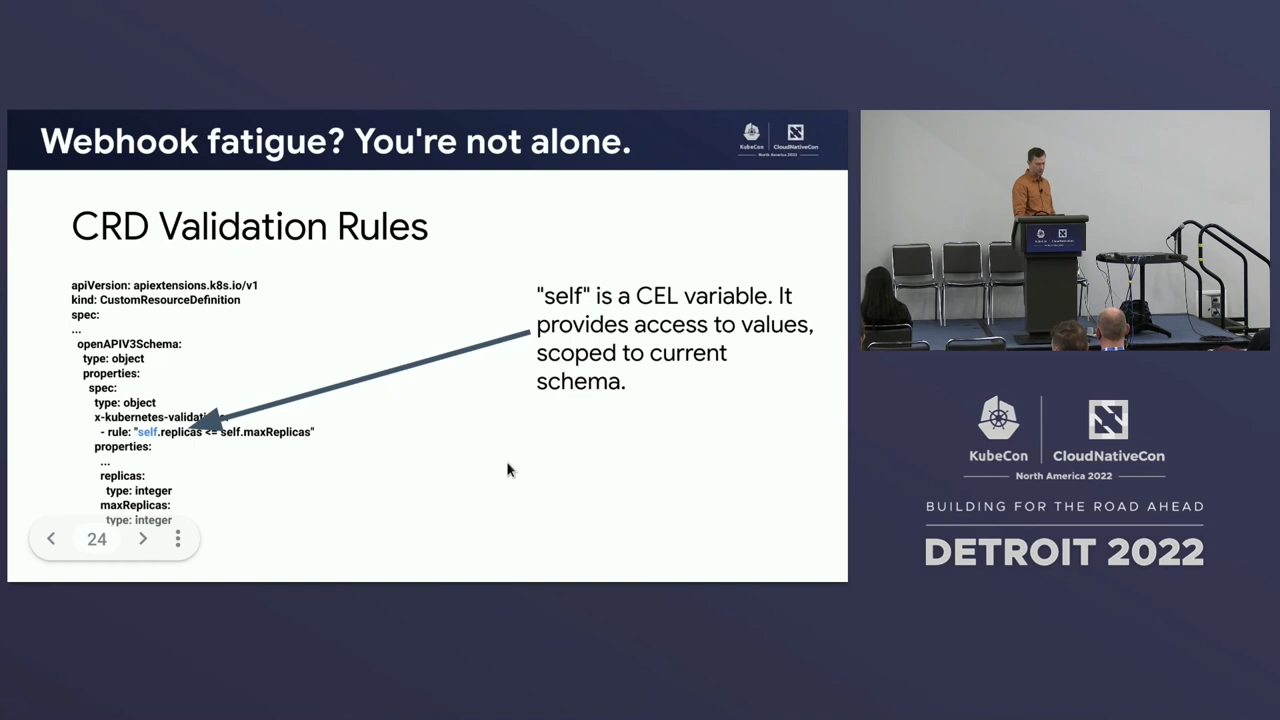 Webhook fatigue? You're not alone.
KubeCon
CloudNativeCon
North America 2022
CRD Validation Rules
apiVersion: apiextensions.k8s.io/v1
kind: CustomResourceDefinition
spec:
...
openAPIV3Schema:
type: object
properties:
spec:
type: object
x-kubernetes-validati
- rule: "self.replicas <= self.maxReplicas"
properties:
...
replicas:
type: integer
maxReplicas:
type: integer
"self" is a CEL variable. It
provides access to values,
scoped to current
schema.
24
KubeCon
CloudNativeCon
North America 2022
BUILDING FOR THE ROAD AHEAD
DETROIT 2022